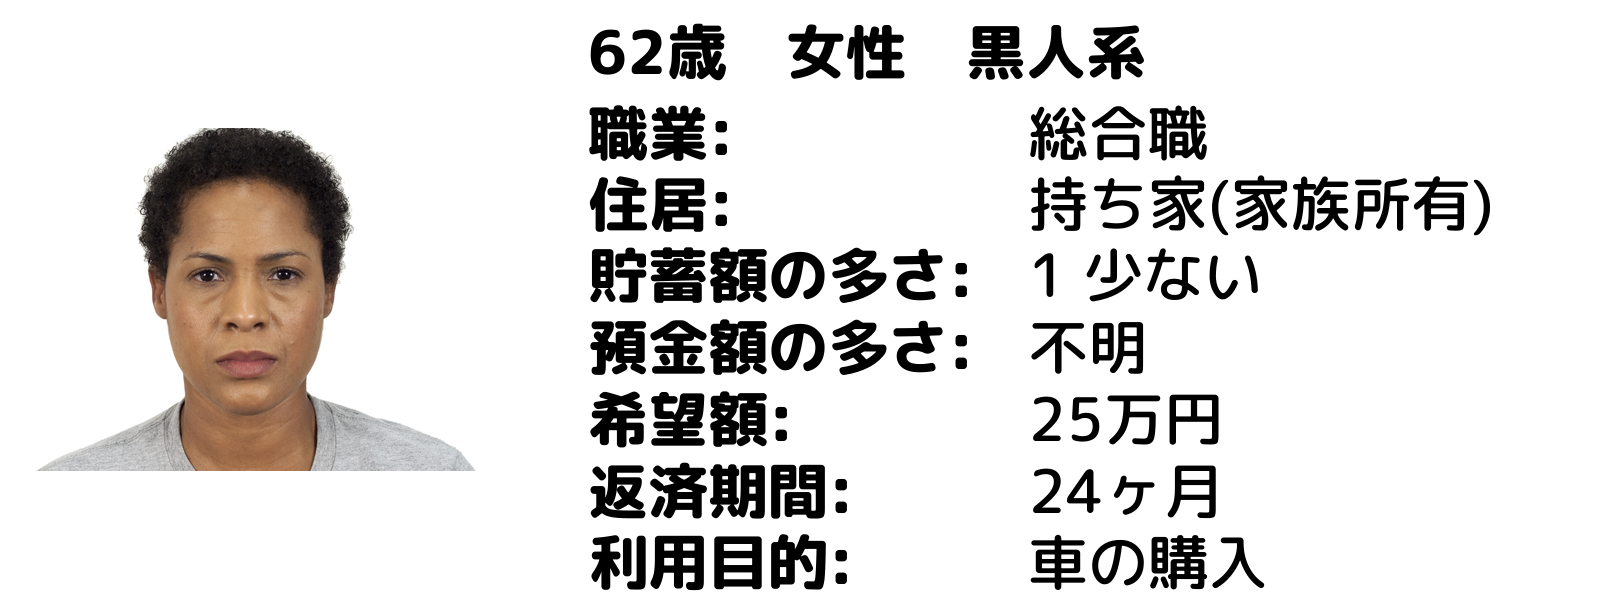 62歳　女性　黒人系
職業:　総合職
住居:　持ち家(家族所有)
貯蓄額の多さ:　1 少ない
預金額の多さ:　不明
希望額:　25万円
返済期間:　24ヶ月
利用目的:　車の購入